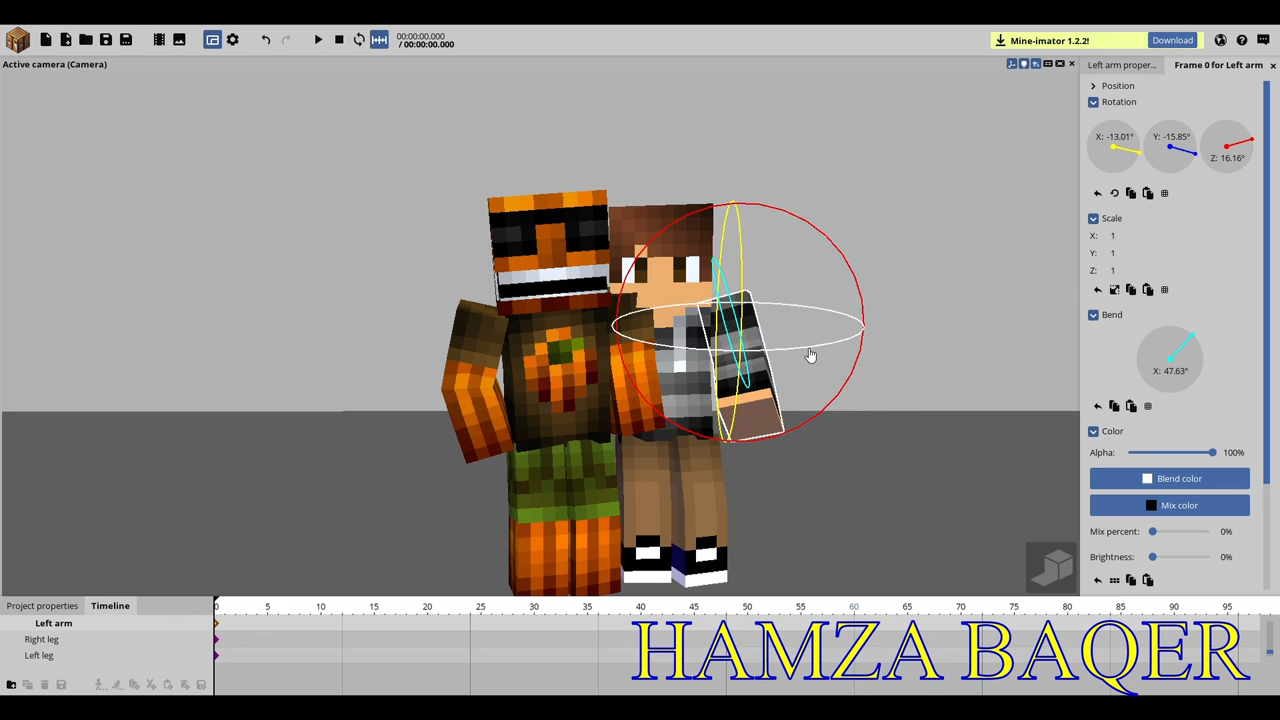 00:00:00.000
/ 00:00:00.000
Mine-imator 1.2.2!
Download
Active camera (Camera)
Left arm proper...
Frame 0 for Left arm
Position
Rotation
X: -13.01°
Y: -15.85°
Z: 16.16°
Scale
X: 1
Y: 1
Z: 1
Bend
X: 47.63°
Color
Alpha: 100%
Blend color
Mix color
Mix percent: 0%
Brightness: 0%
Project properties
Timeline
0 5 10 15 20 25 30 35 40 45 50 55 60 65 70 75 80 85 90 95
Left arm
Right leg
Left leg
HAMZA BAQER